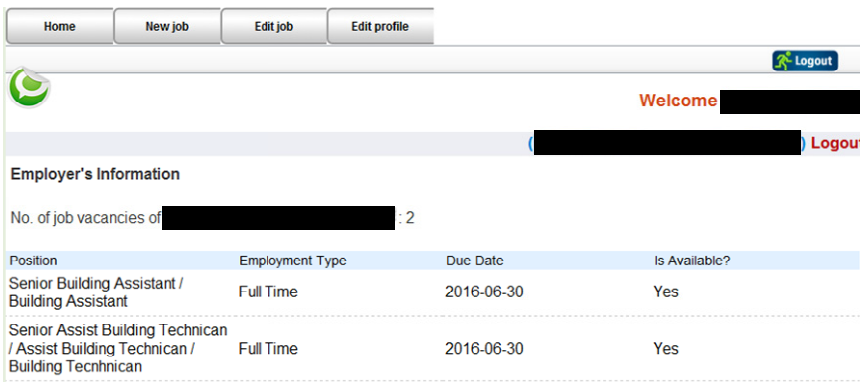 Home New job Edit job Edit profile
Logout
Welcome
( ) Logou
Employer's Information
No. of job vacancies of : 2
Position Employment Type Due Date Is Available?
Senior Building Assistant /
Building Assistant Full Time 2016-06-30 Yes
Senior Assist Building Technican
/ Assist Building Technican / Full Time 2016-06-30 Yes
Building Tecnhnican